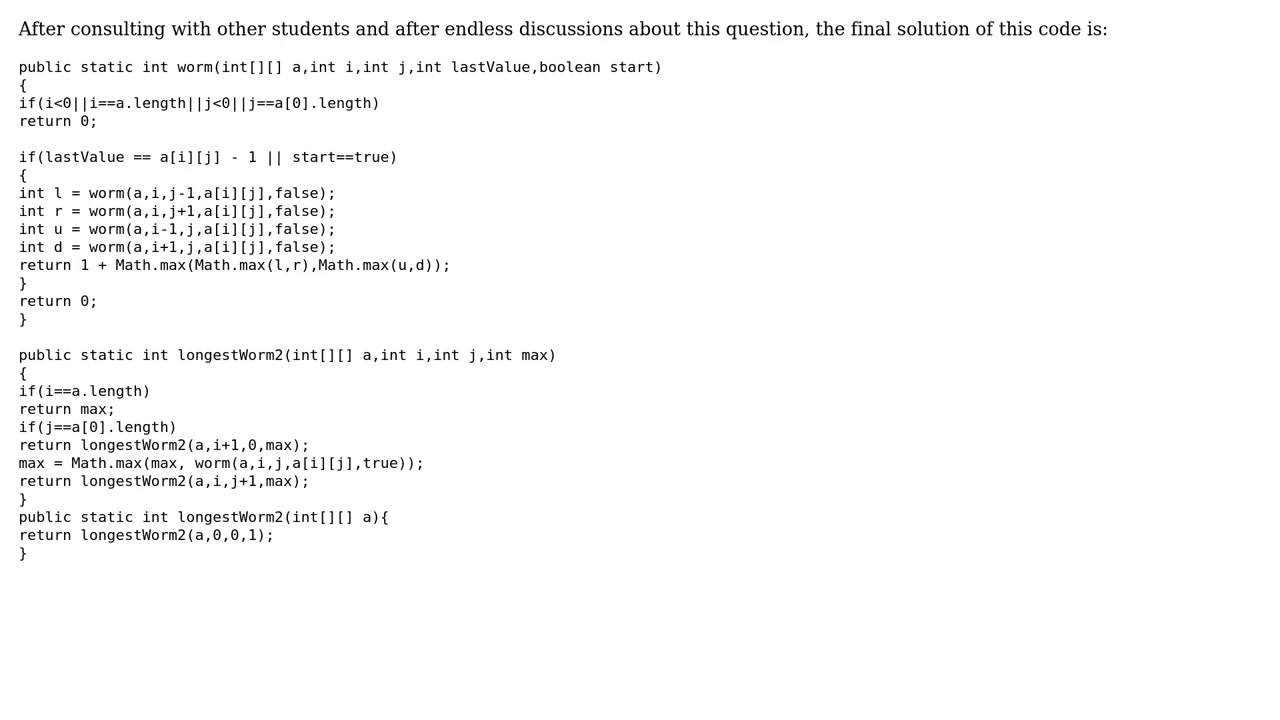 After consulting with other students and after endless discussions about this question, the final solution of this code is:
public static int worm(int[][] a,int i,int j,int lastValue,boolean start)
{
if(i<0||i==a.length||j<0||j==a[0].length)
return 0;
if(lastValue == a[i][j] - 1 || start==true)
{
int l = worm(a,i,j-1,a[i][j],false);
int r = worm(a,i,j+1,a[i][j],false);
int u = worm(a,i-1,j,a[i][j],false);
int d = worm(a,i+1,j,a[i][j],false);
return 1 + Math.max(Math.max(l,r),Math.max(u,d));
}
return 0;
}
public static int longestWorm2(int[][] a,int i,int j,int max)
{
if(i==a.length)
return max;
if(j==a[0].length)
return longestWorm2(a,i+1,0,max);
max = Math.max(max, worm(a,i,j,a[i][j],true));
return longestWorm2(a,i,j+1,max);
}
public static int longestWorm2(int[][] a){
return longestWorm2(a,0,0,1);
}